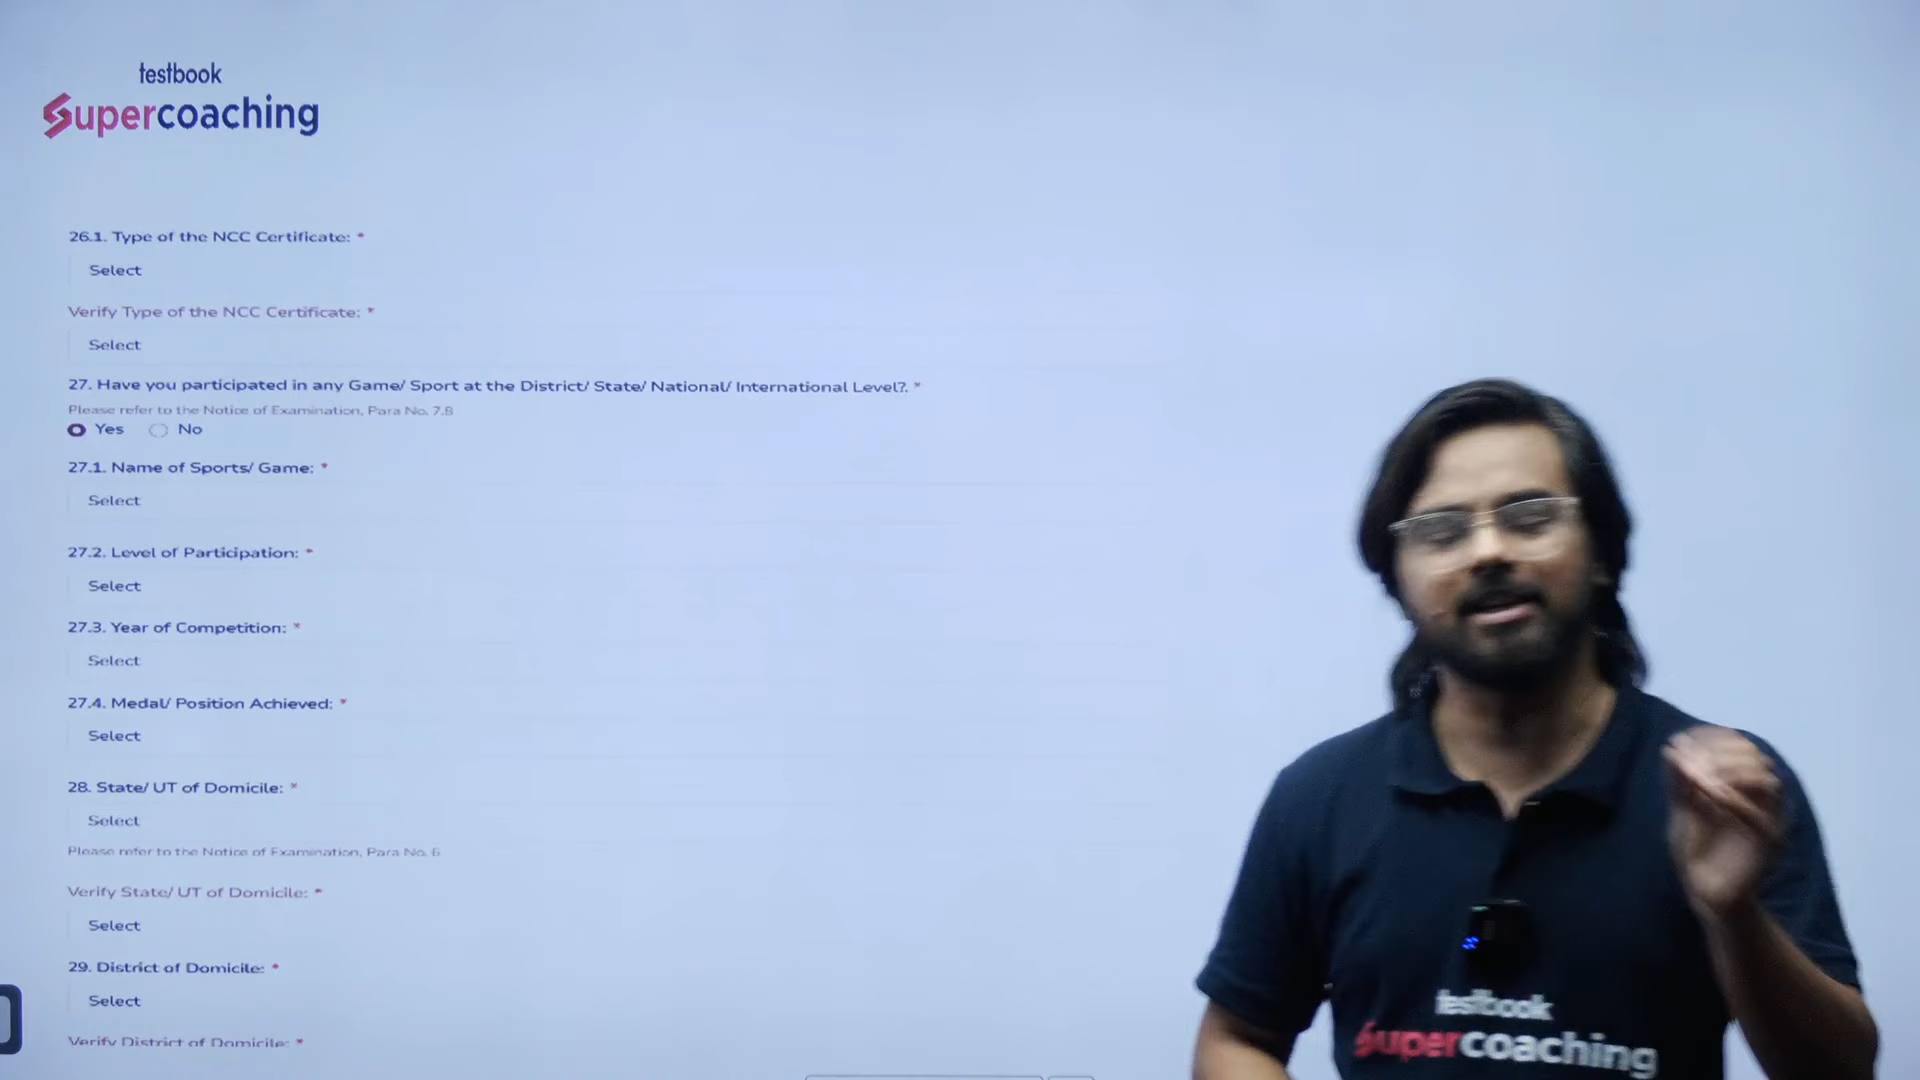 testbook
Supercoaching
26.1. Type of the NCC Certificate: *
Select
Verify Type of the NCC Certificate: *
Select
27. Have you participated in any Game/ Sport at the District/ State/ National/ International Level?. *
Please refer to the Notice of Examination, Para No. 7.8
Yes No
27.1. Name of Sports/ Game: *
Select
27.2. Level of Participation: *
Select
27.3. Year of Competition: *
Select
27.4. Medal/ Position Achieved: *
Select
28. State/ UT of Domicile: *
Select
Please refer to the Notice of Examination, Para No. 6
Verify State/ UT of Domicile: *
Select
29. District of Domicile: *
Select
Verify District of Domicile: *
testbook
Supercoaching